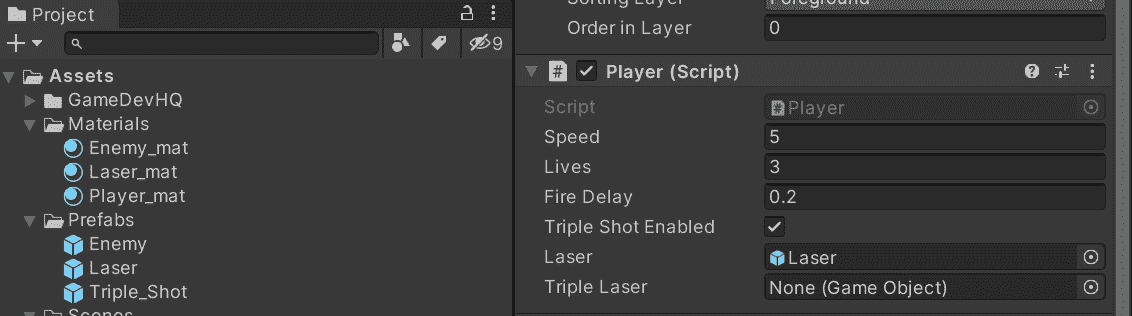 Project
9
Assets
GameDevHQ
Materials
Enemy_mat
Laser_mat
Player_mat
Prefabs
Enemy
Laser
Triple_Shot
Scenes
Sorting Layer Foreground
Order in Layer 0
# Player (Script)
Script # Player
Speed 5
Lives 3
Fire Delay 0.2
Triple Shot Enabled
Laser Laser
Triple Laser None (Game Object)